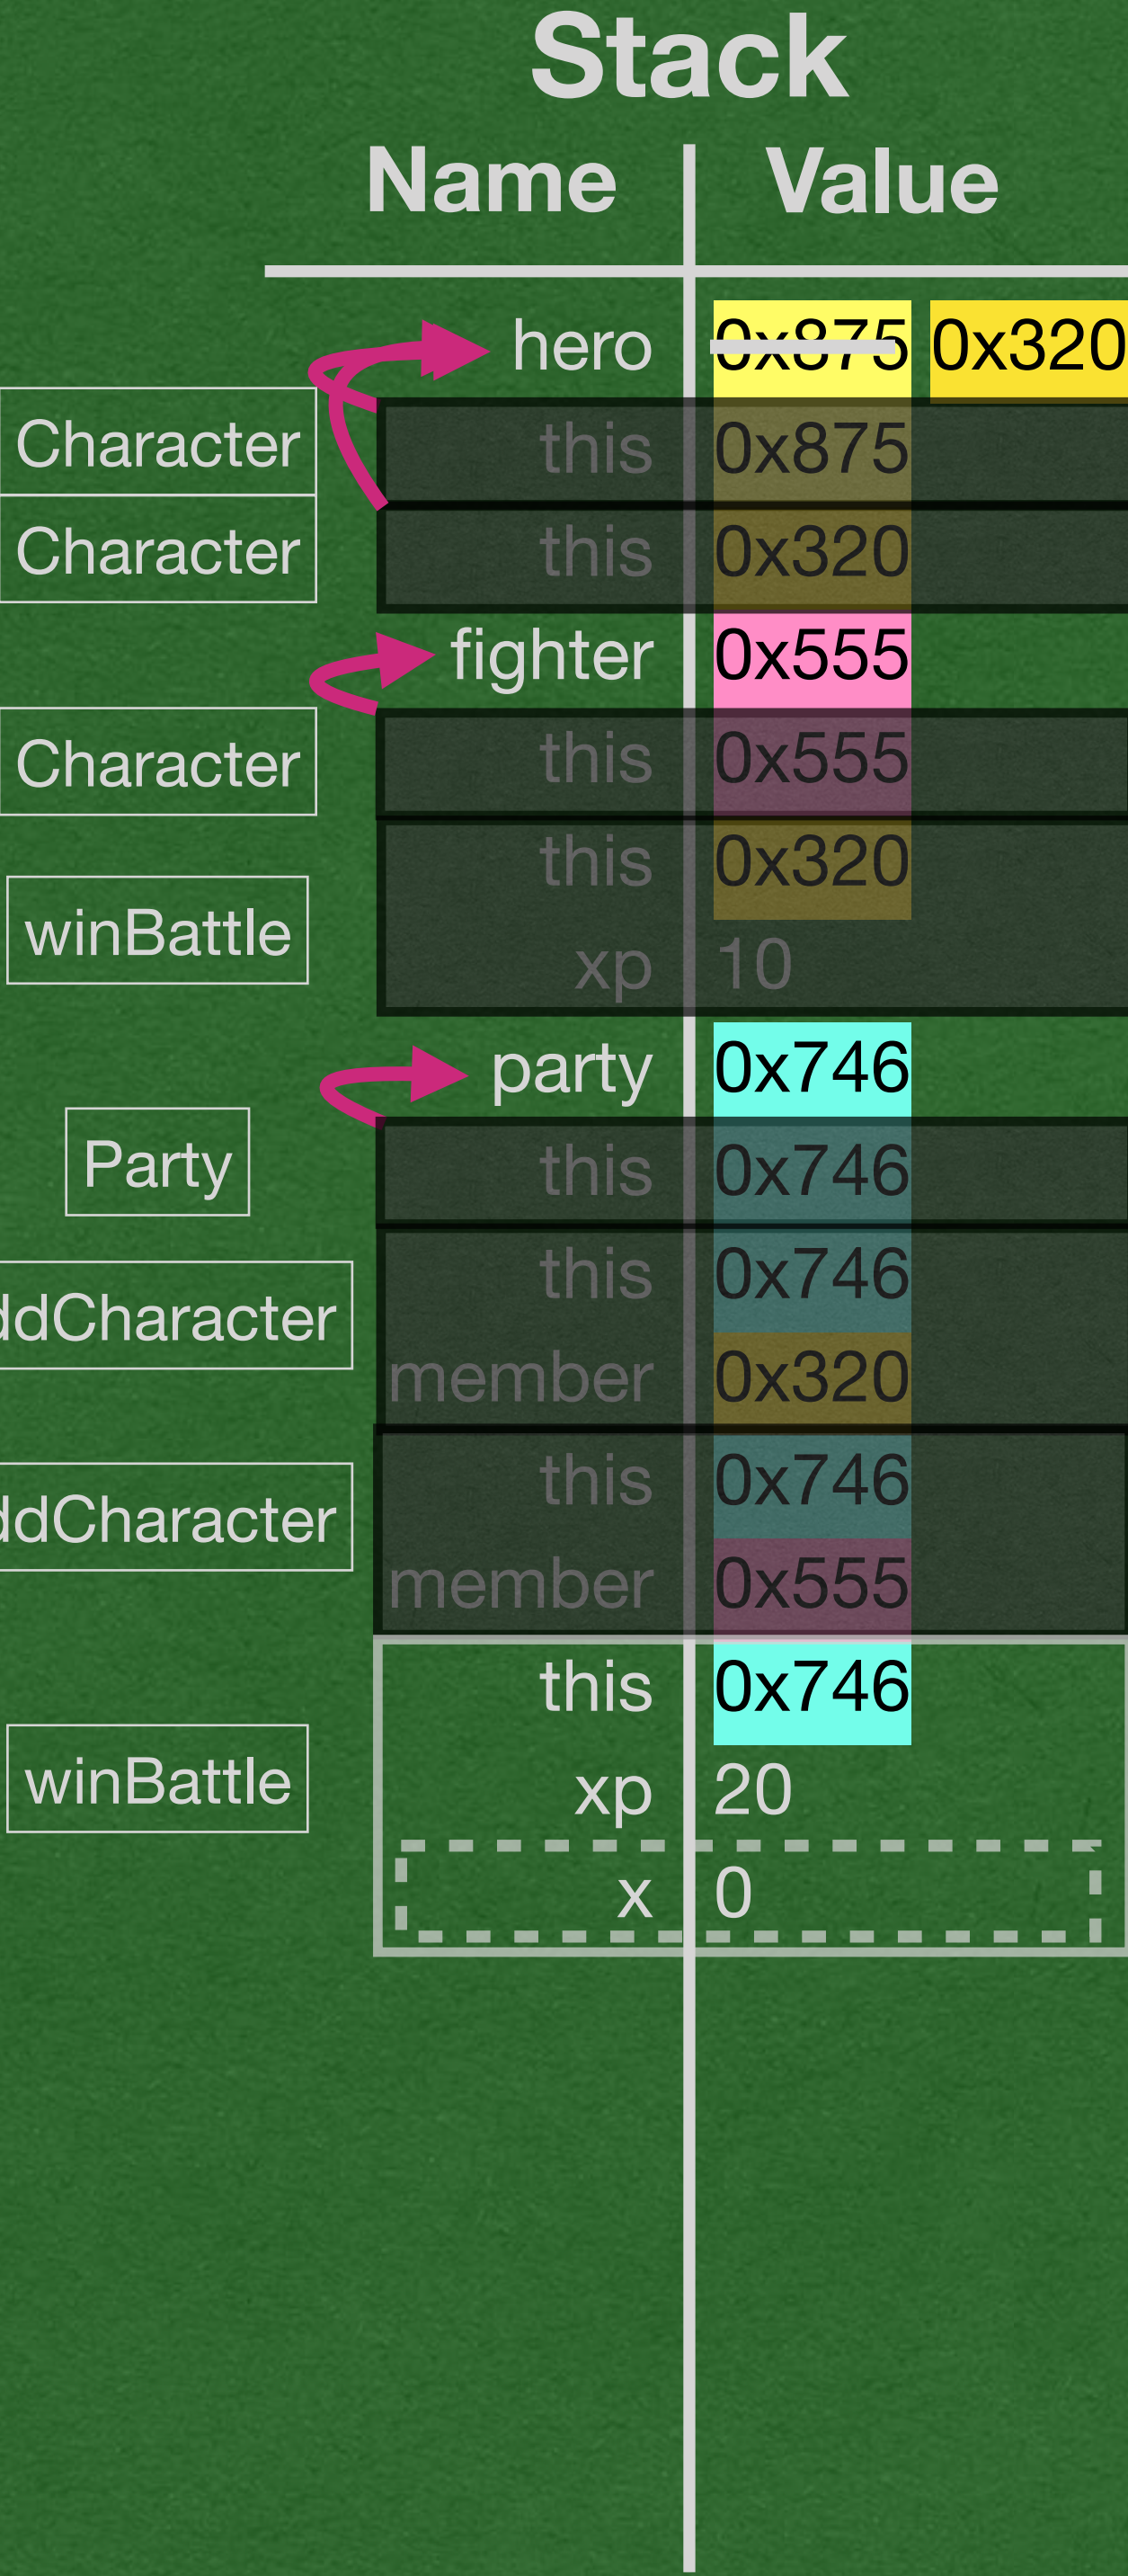 Stack
Name Value
hero 0x875 0x320
Character this 0x875
Character this 0x320
fighter 0x555
Character this 0x555
this 0x320
winBattle
xp 10
party 0x746
Party this 0x746
this 0x746
ddCharacter
member 0x320
this 0x746
ddCharacter
member 0x555
this 0x746
winBattle
xp 20
x 0